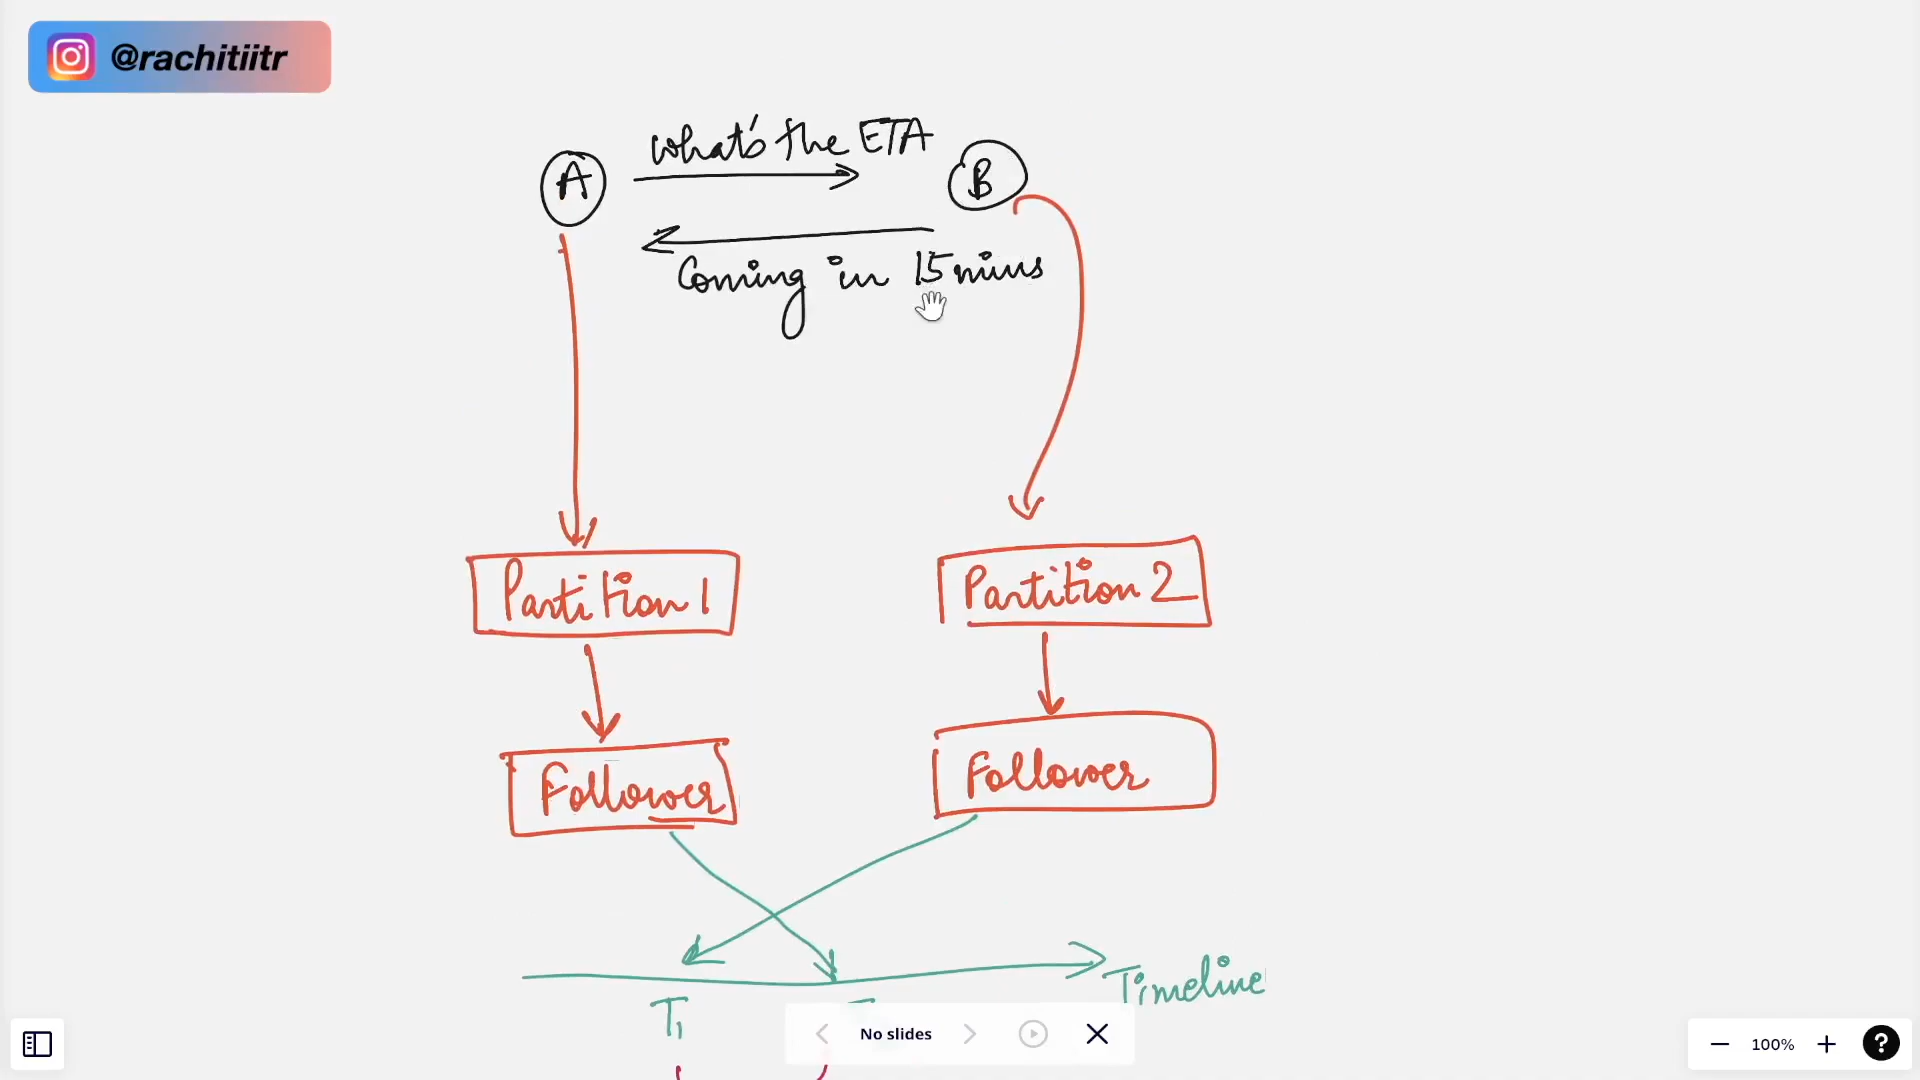 @rachitiitr
What's the ETA
A
B
Coming in 15 mins
Partition 1
Partition 2
Follower
Follower
Timeline
T1
No slides
100%
?